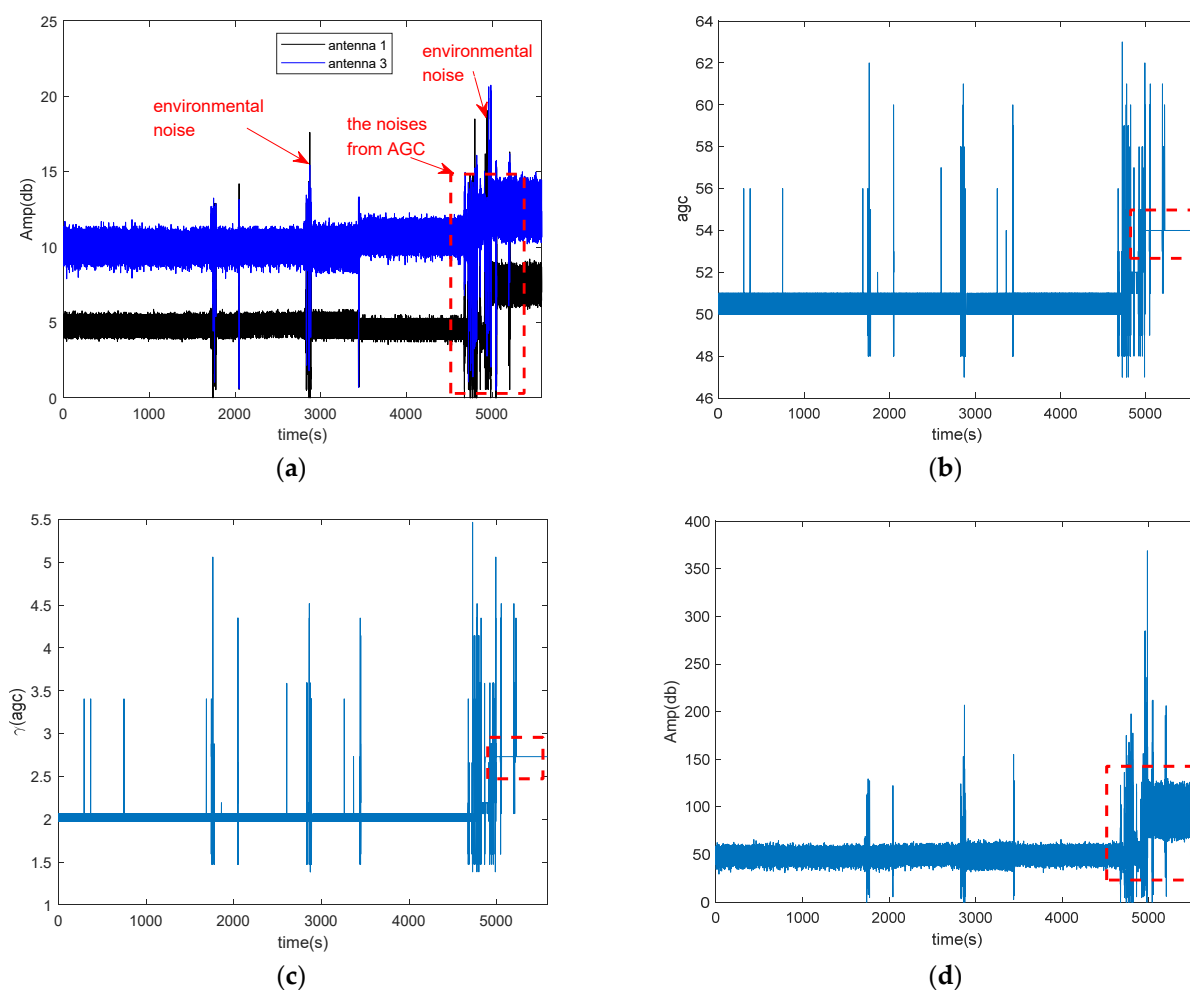 25
20
15
10
5
0
Amp(db)
antenna 1
antenna 3
environmental
noise
environmental
noise
the noises
from AGC
0 1000 2000 3000 4000 5000
time(s)
(a)
64
62
60
58
56
54
52
50
48
46
agc
0 1000 2000 3000 4000 5000
time(s)
(b)
5.5
5
4.5
4
3.5
3
2.5
2
1.5
1
γ(agc)
0 1000 2000 3000 4000 5000
time(s)
(c)
400
350
300
250
200
150
100
50
0
Amp(db)
0 1000 2000 3000 4000 5000
time(s)
(d)